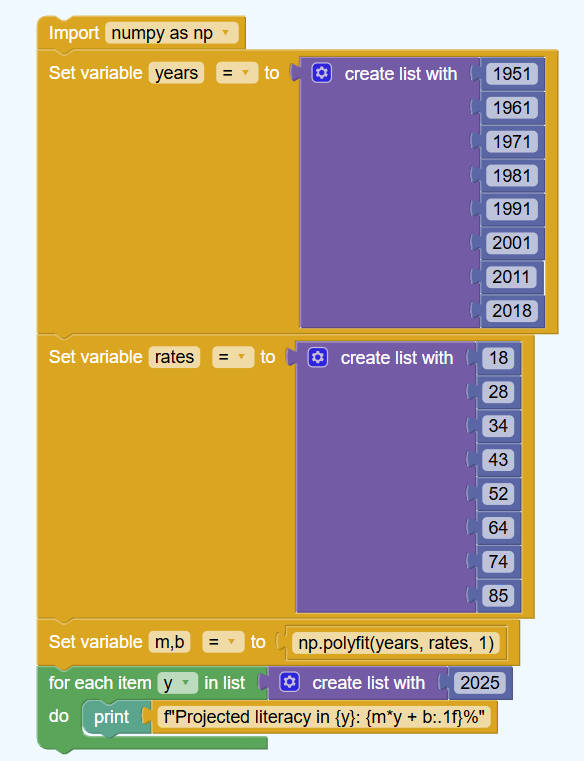 Import numpy as np
Set variable years = to create list with 1951
1961
1971
1981
1991
2001
2011
2018
Set variable rates = to create list with 18
28
34
43
52
64
74
85
Set variable m,b = to np.polyfit(years, rates, 1)
for each item y in list create list with 2025
do print f"Projected literacy in {y}: {m*y + b:.1f}%"